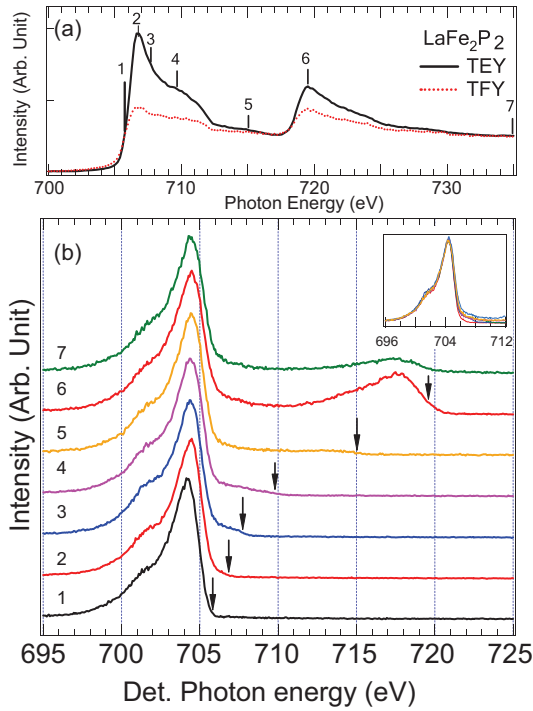 (a)
LaFe2P2
TEY
TFY
1
2
3
4
5
6
7
Intensity (Arb. Unit)
700 710 720 730
Photon Energy (eV)
(b)
696 704 712
7
6
5
4
3
2
1
Intensity (Arb. Unit)
695 700 705 710 715 720 725
Det. Photon energy (eV)